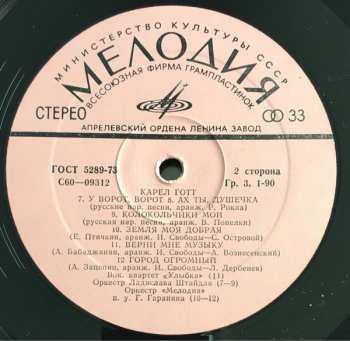 МИНИСТЕРСТВО КУЛЬТУРЫ СССР
МЕЛОДИЯ
ВСЕСОЮЗНАЯ ФИРМА ГРАМПЛАСТИНОК
СТЕРЕО
33
АПРЕЛЕВСКИЙ ОРДЕНА ЛЕНИНА ЗАВОД
ГОСТ 5289-73
2 сторона
С60—09312
Гр. 3. 1-90
КАРЕЛ ГОТТ
7. У ВОРОТ, ВОРОТ 8. АХ ТЫ, ДУШЕЧКА
(русские нар. песни, аранж. Р. Рокла)
9. КОЛОКОЛЬЧИКИ МОИ
(русская нар. песня, аранж. В. Попелки)
10. ЗЕМЛЯ МОЯ ДОБРАЯ
(Е. Птичкин, аранж. И. Свободы—С. Островой)
11. ВЕРНИ МНЕ МУЗЫКУ
(А. Бабаджанян, аранж. И. Свободы—А. Вознесенский)
12 ГОРОД ОГРОМНЫЙ
(А. Зацепин, аранж. И. Свободы—Л. Дербенев)
Вок. квартет «Улыбка» (11)
Оркестр Ладислава Штайдла (7—9)
Оркестр «Мелодия»
п. у. Г. Гараняна (10—12)